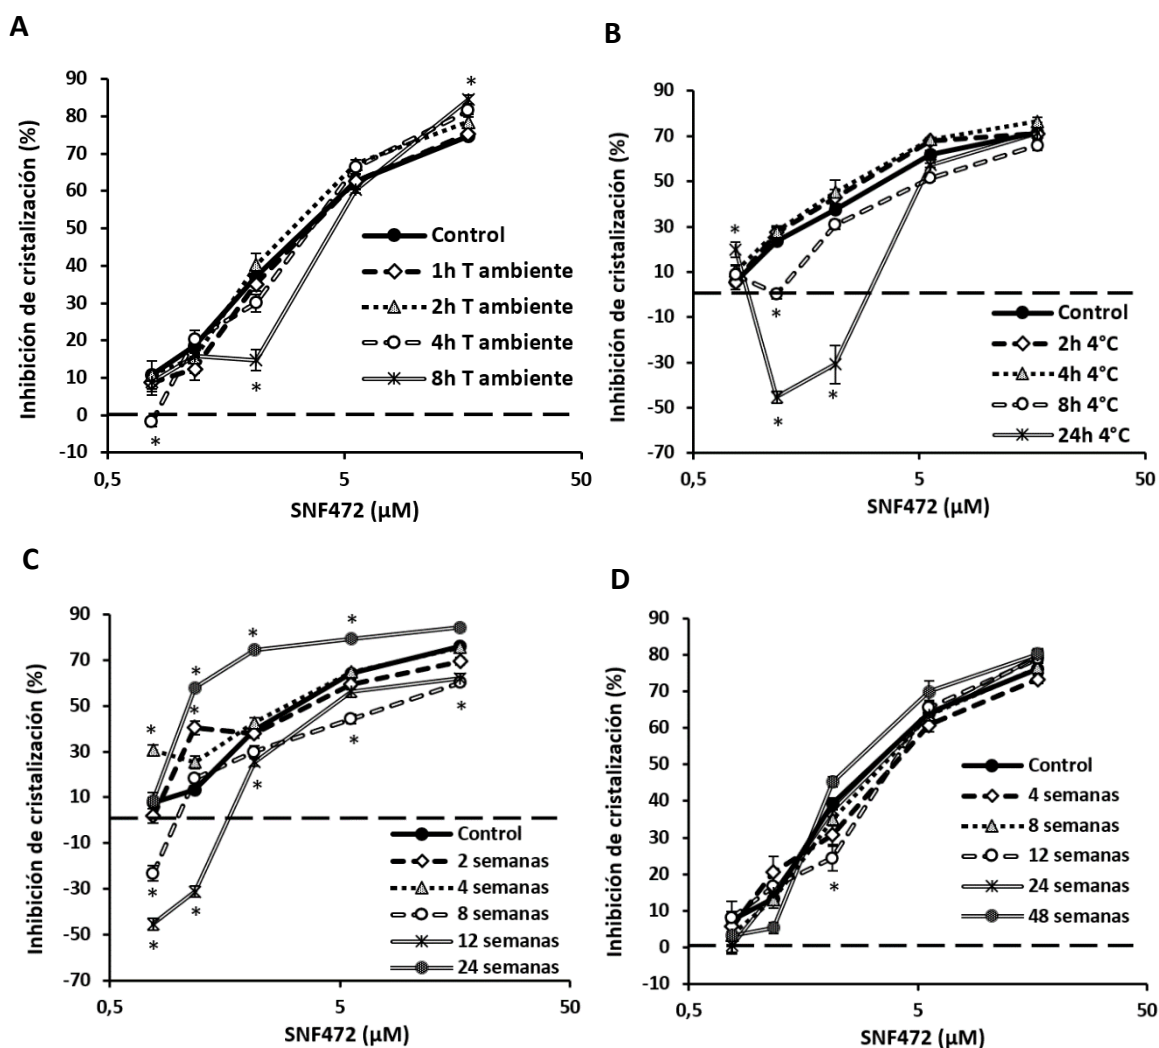 A
Inhibición de cristalización (%)
90
80
70
60
50
40
30
20
10
0
-10
0,5
5
50
SNF472 (µM)
Control
1h T ambiente
2h T ambiente
4h T ambiente
8h T ambiente
*
*
*
B
Inhibición de cristalización (%)
90
70
50
30
10
-10
-30
-50
-70
0,5
5
50
SNF472 (µM)
Control
2h 4°C
4h 4°C
8h 4°C
24h 4°C
*
*
*
*
C
Inhibición de cristalización (%)
90
70
50
30
10
-10
-30
-50
-70
0,5
5
50
SNF472 (µM)
Control
2 semanas
4 semanas
8 semanas
12 semanas
24 semanas
*
*
*
*
*
*
*
*
*
*
*
D
Inhibición de cristalización (%)
90
80
70
60
50
40
30
20
10
0
-10
0,5
5
50
SNF472 (µM)
Control
4 semanas
8 semanas
12 semanas
24 semanas
48 semanas
*